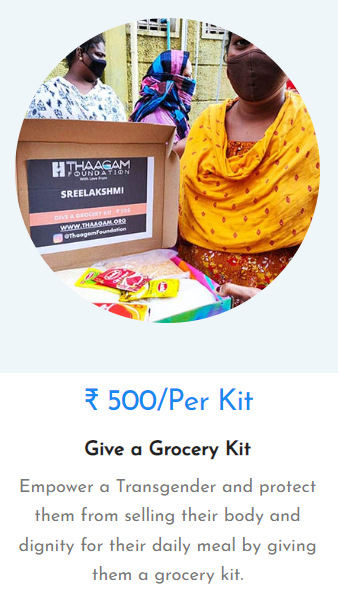 THAAGAM
FOUNDATION
With Love From
SREELAKSHMI
GIVE A GROCERY KIT
WWW.THAAGAM.ORG
@ThaagamFoundation
₹ 500/Per Kit
Give a Grocery Kit
Empower a Transgender and protect
them from selling their body and
dignity for their daily meal by giving
them a grocery kit.